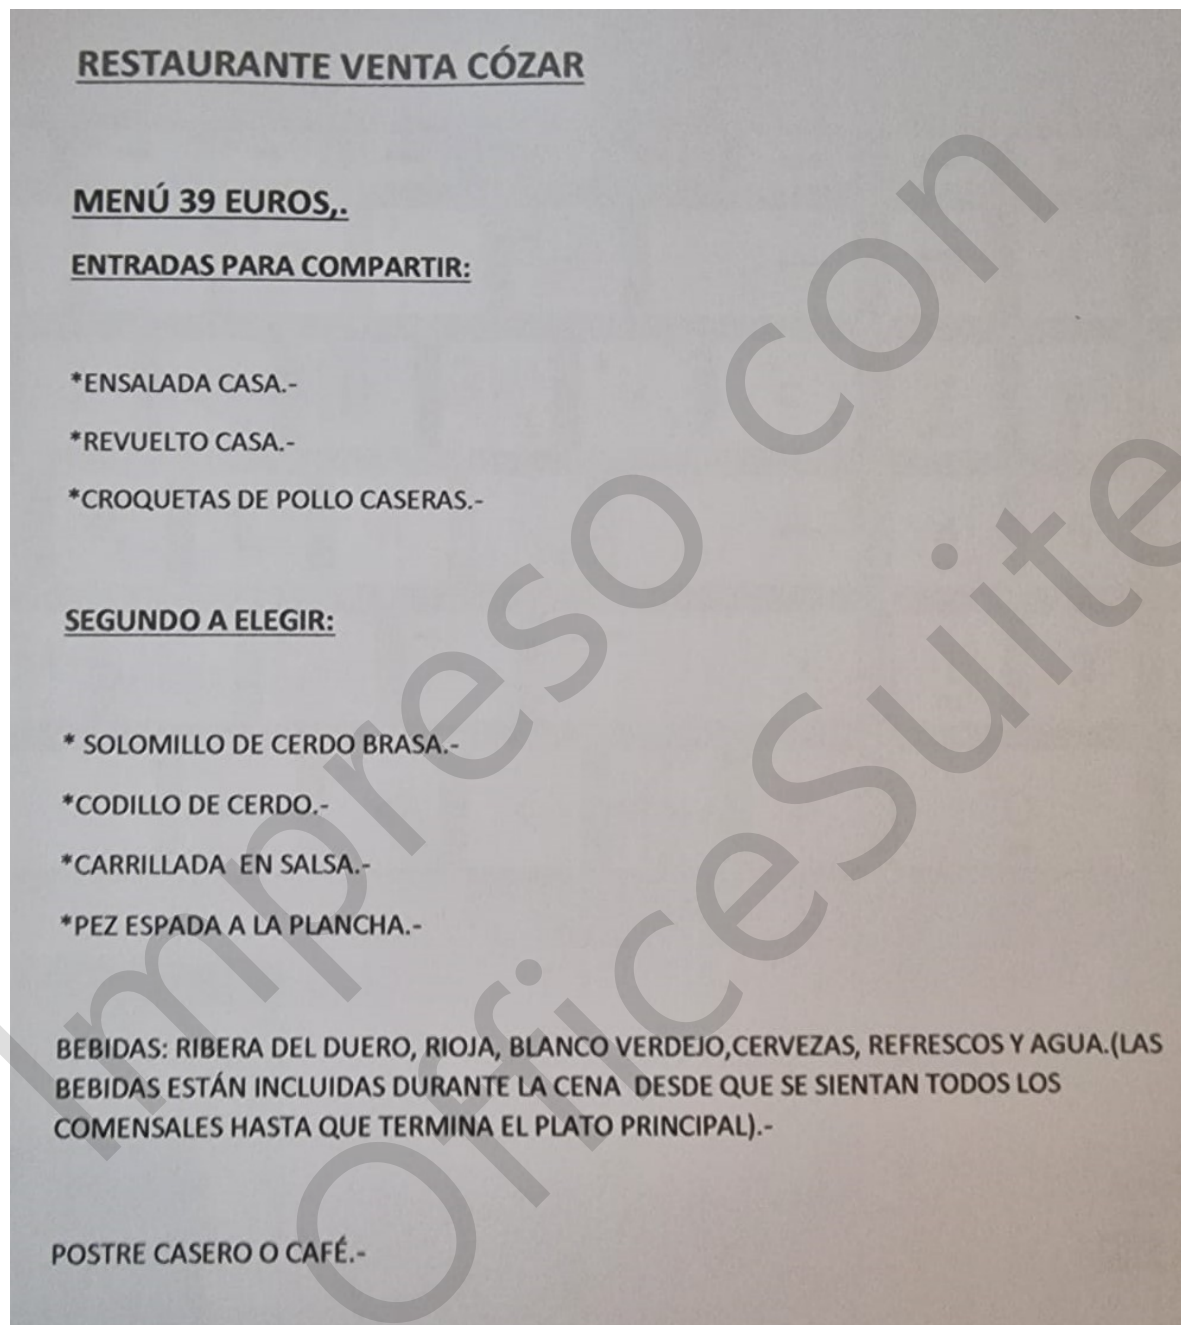 RESTAURANTE VENTA CÓZAR
MENÚ 39 EUROS,.
ENTRADAS PARA COMPARTIR:
*ENSALADA CASA.-
*REVUELTO CASA.-
*CROQUETAS DE POLLO CASERAS.-
SEGUNDO A ELEGIR:
* SOLOMILLO DE CERDO BRASA.-
*CODILLO DE CERDO.-
*CARRILLADA  EN SALSA.-
*PEZ ESPADA A LA PLANCHA.-
BEBIDAS: RIBERA DEL DUERO, RIOJA, BLANCO VERDEJO,CERVEZAS, REFRESCOS Y AGUA.(LAS
BEBIDAS ESTÁN INCLUIDAS DURANTE LA CENA  DESDE QUE SE SIENTAN TODOS LOS
COMENSALES HASTA QUE TERMINA EL PLATO PRINCIPAL).-
POSTRE CASERO O CAFÉ.-
Impreso con
OfficeSuite